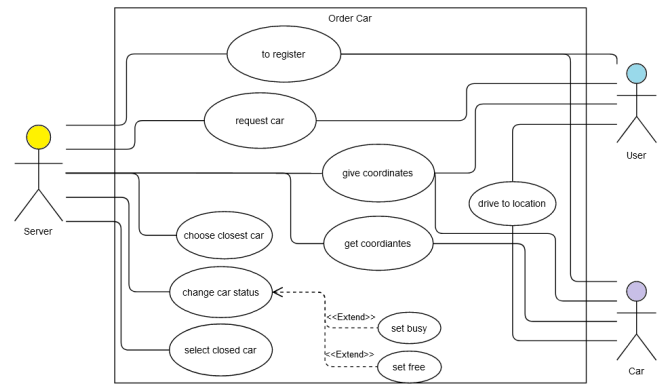 Order Car
to register
request car
User
give coordinates
drive to location
Server
choose closest car
get coordiantes
change car status
<<Extend>>
set busy
select closed car
<<Extend>>
set free
Car